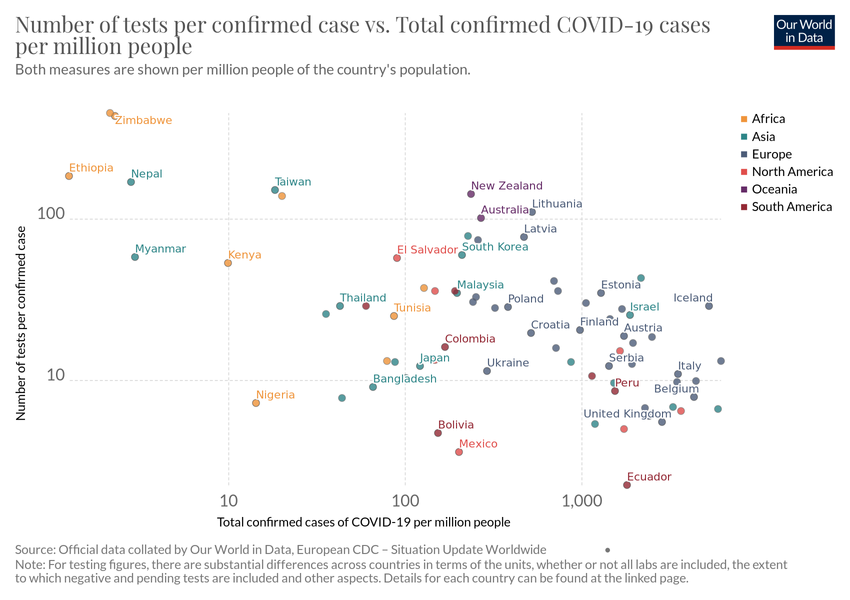 Number of tests per confirmed case vs. Total confirmed COVID-19 cases
per million people
Our World
in Data
Both measures are shown per million people of the country's population.
Africa
Asia
Europe
North America
Oceania
South America
Number of tests per confirmed case
100
10
Zimbabwe
Ethiopia
Nepal
Taiwan
New Zealand
Lithuania
Australia
Latvia
Myanmar
Kenya
El Salvador
South Korea
Malaysia
Estonia
Thailand
Tunisia
Poland
Israel
Iceland
Croatia
Finland
Austria
Colombia
Japan
Ukraine
Serbia
Italy
Bangladesh
Peru
Belgium
Nigeria
United Kingdom
Bolivia
Mexico
Ecuador
10
100
1,000
Total confirmed cases of COVID-19 per million people
Source: Official data collated by Our World in Data, European CDC – Situation Update Worldwide
Note: For testing figures, there are substantial differences across countries in terms of the units, whether or not all labs are included, the extent
to which negative and pending tests are included and other aspects. Details for each country can be found at the linked page.